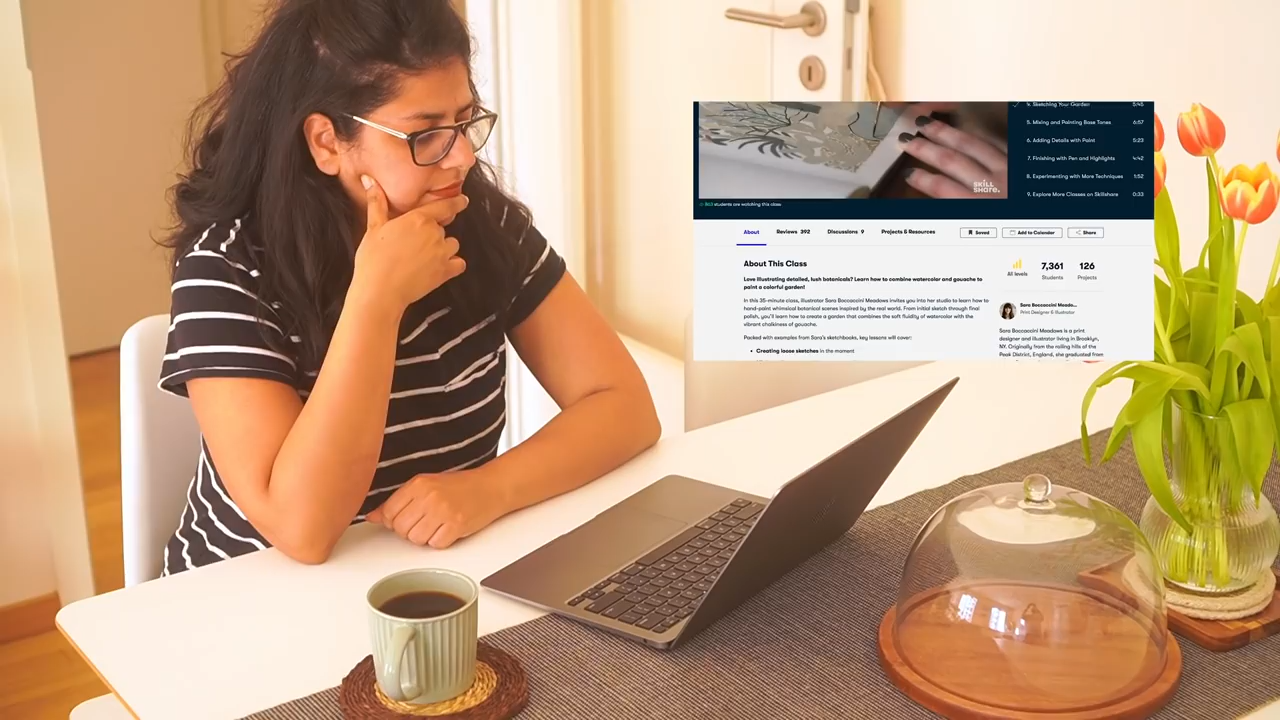 4. Sketching Your Garden 5:45
5. Mixing and Painting Base Tones 6:57
6. Adding Details with Paint 5:23
7. Finishing with Pen and Highlights 4:42
8. Experimenting with More Techniques 1:52
9. Explore More Classes on Skillshare 0:33
SKILL
SHARE.
863 students are watching this class
About Reviews 392 Discussions 9 Projects & Resources Saved Add to Calendar Share
About This Class
Love illustrating detailed, lush botanicals? Learn how to combine watercolor and gouache to
paint a colorful garden!
In this 35-minute class, illustrator Sara Boccaccini Meadows invites you into her studio to learn how to
hand-paint whimsical botanical scenes inspired by the real world. From initial sketch through final
polish, you'll learn how to create a garden that combines the soft fluidity of watercolor with the
vibrant chalkiness of gouache.
Packed with examples from Sara's sketchbooks, key lessons will cover:
• Creating loose sketches in the moment
All levels
7,361
Students
126
Projects
Sara Boccaccini Meado...
Print Designer & Illustrator
Sara Boccaccini Meadows is a print
designer and illustrator living in Brooklyn,
NY. Originally from the rolling hills of the
Peak District, England, she graduated from